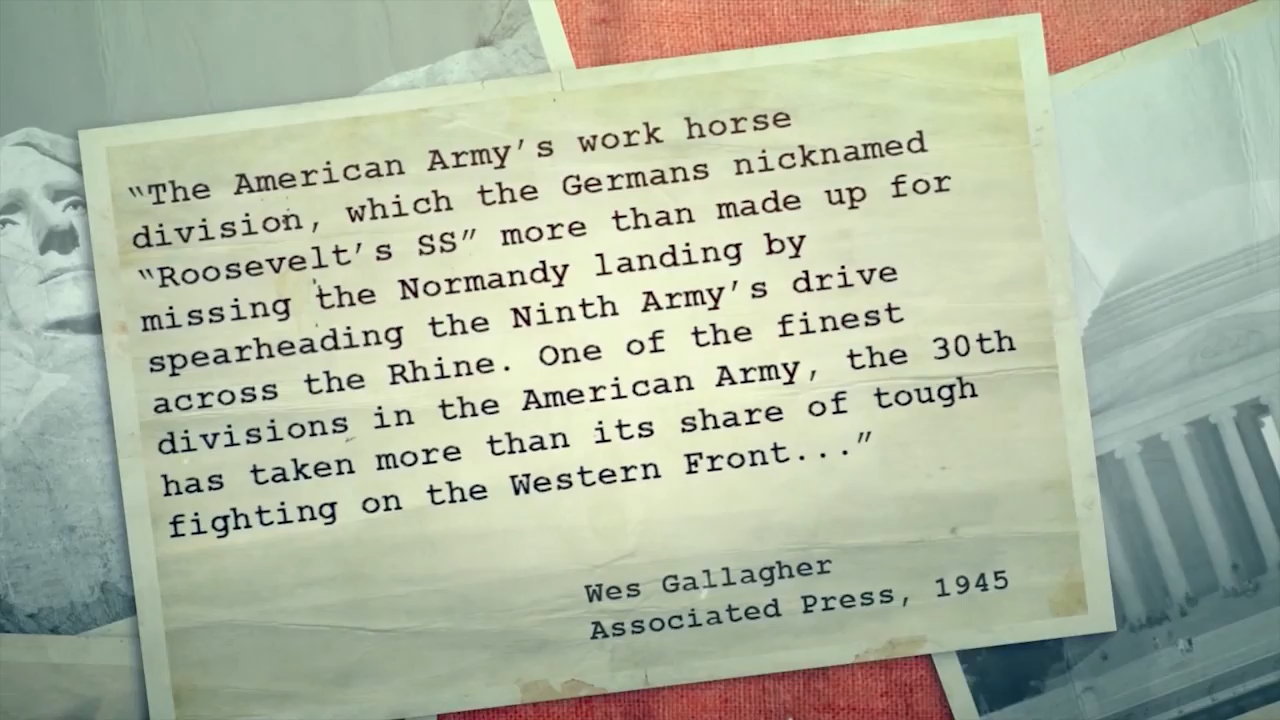 “The American Army’s work horse
division, which the Germans nicknamed
“Roosevelt’s SS” more than made up for
missing the Normandy landing by
spearheading the Ninth Army’s drive
across the Rhine. One of the finest
divisions in the American Army, the 30th
has taken more than its share of tough
fighting on the Western Front...”
Wes Gallagher
Associated Press, 1945